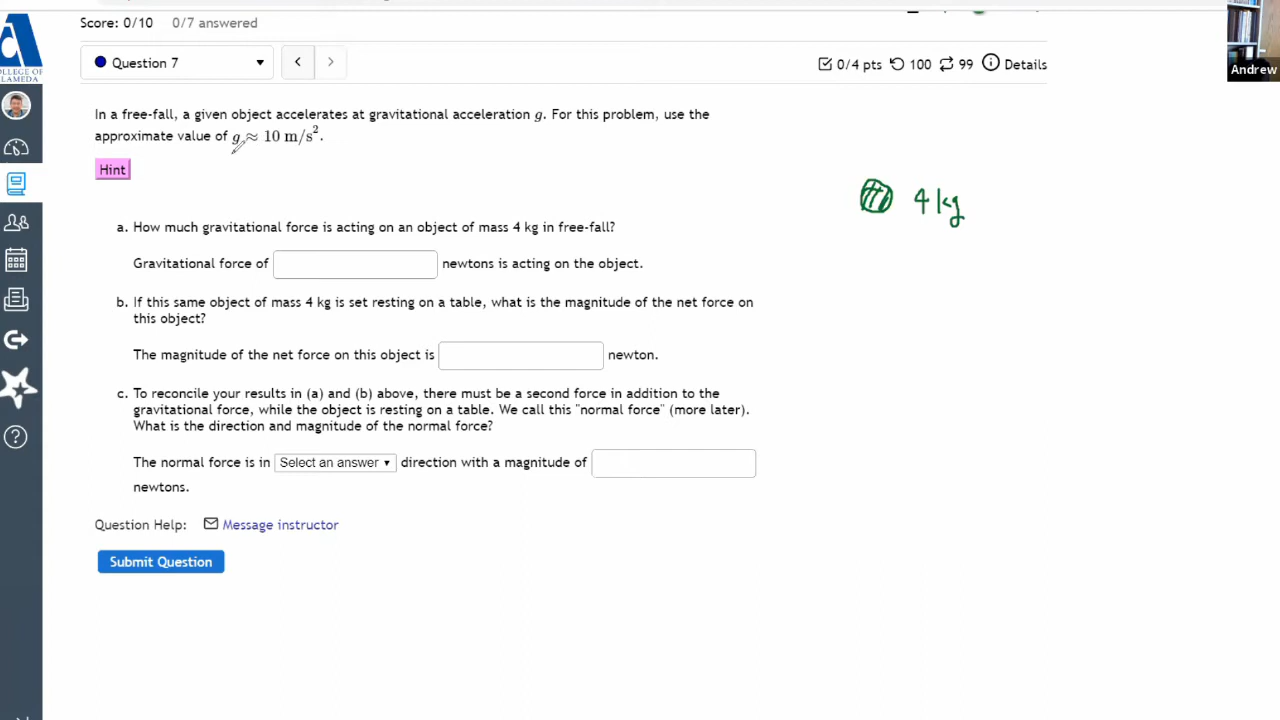 Score: 0/10 0/7 answered
Andrew
OLLEGE OF
LAMEDA
Question 7 < >
0/4 pts 100 99 Details
In a free-fall, a given object accelerates at gravitational acceleration g. For this problem, use the
approximate value of g ≈ 10 m/s².
Hint
4 kg
a. How much gravitational force is acting on an object of mass 4 kg in free-fall?
Gravitational force of newtons is acting on the object.
b. If this same object of mass 4 kg is set resting on a table, what is the magnitude of the net force on
this object?
The magnitude of the net force on this object is newton.
c. To reconcile your results in (a) and (b) above, there must be a second force in addition to the
gravitational force, while the object is resting on a table. We call this "normal force" (more later).
What is the direction and magnitude of the normal force?
The normal force is in Select an answer direction with a magnitude of
newtons.
Question Help: Message instructor
Submit Question